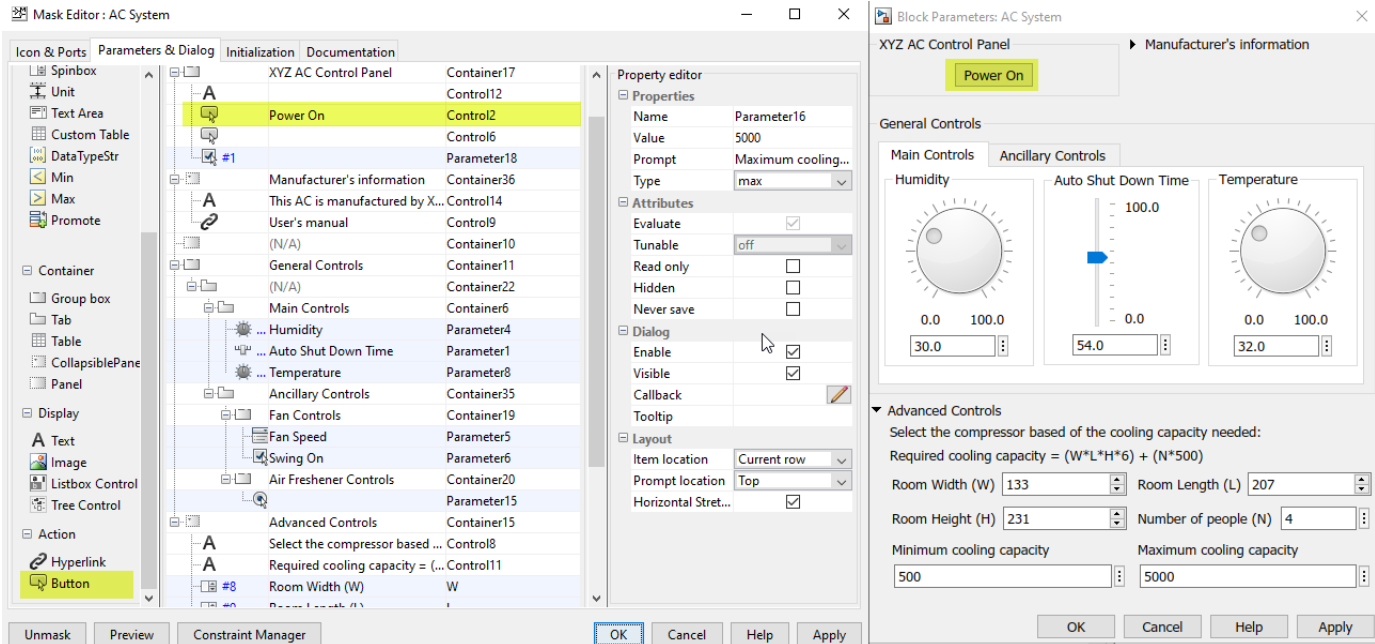 Mask Editor : AC System
Icon & Ports Parameters & Dialog Initialization Documentation
Spinbox
Unit
Text Area
Custom Table
DataTypeStr
Min
Max
Promote
Container
Group box
Tab
Table
CollapsiblePane
Panel
Display
A Text
Image
Listbox Control
Tree Control
Action
Hyperlink
Button
XYZ AC Control Panel Container17
A Control12
Power On Control2
Control6
#1 Parameter18
Manufacturer's information Container36
A This AC is manufactured by X... Control14
User's manual Control9
(N/A) Container10
General Controls Container11
(N/A) Container22
Main Controls Container6
... Humidity Parameter4
... Auto Shut Down Time Parameter1
... Temperature Parameter8
Ancillary Controls Container35
Fan Controls Container19
Fan Speed Parameter5
Swing On Parameter6
Air Freshener Controls Container20
Parameter15
Advanced Controls Container15
A Select the compressor based ... Control8
A Required cooling capacity = (... Control11
#8 Room Width (W) W
Property editor
Properties
Name Parameter16
Value 5000
Prompt Maximum cooling...
Type max
Attributes
Evaluate
Tunable off
Read only
Hidden
Never save
Dialog
Enable
Visible
Callback
Tooltip
Layout
Item location Current row
Prompt location Top
Horizontal Stret...
Unmask Preview Constraint Manager OK Cancel Help Apply
Block Parameters: AC System
XYZ AC Control Panel Manufacturer's information
Power On
General Controls
Main Controls Ancillary Controls
Humidity Auto Shut Down Time Temperature
100.0
0.0 100.0 0.0 0.0 100.0
30.0 54.0 32.0
Advanced Controls
Select the compressor based of the cooling capacity needed:
Required cooling capacity = (W*L*H*6) + (N*500)
Room Width (W) 133 Room Length (L) 207
Room Height (H) 231 Number of people (N) 4
Minimum cooling capacity Maximum cooling capacity
500 5000
OK Cancel Help Apply